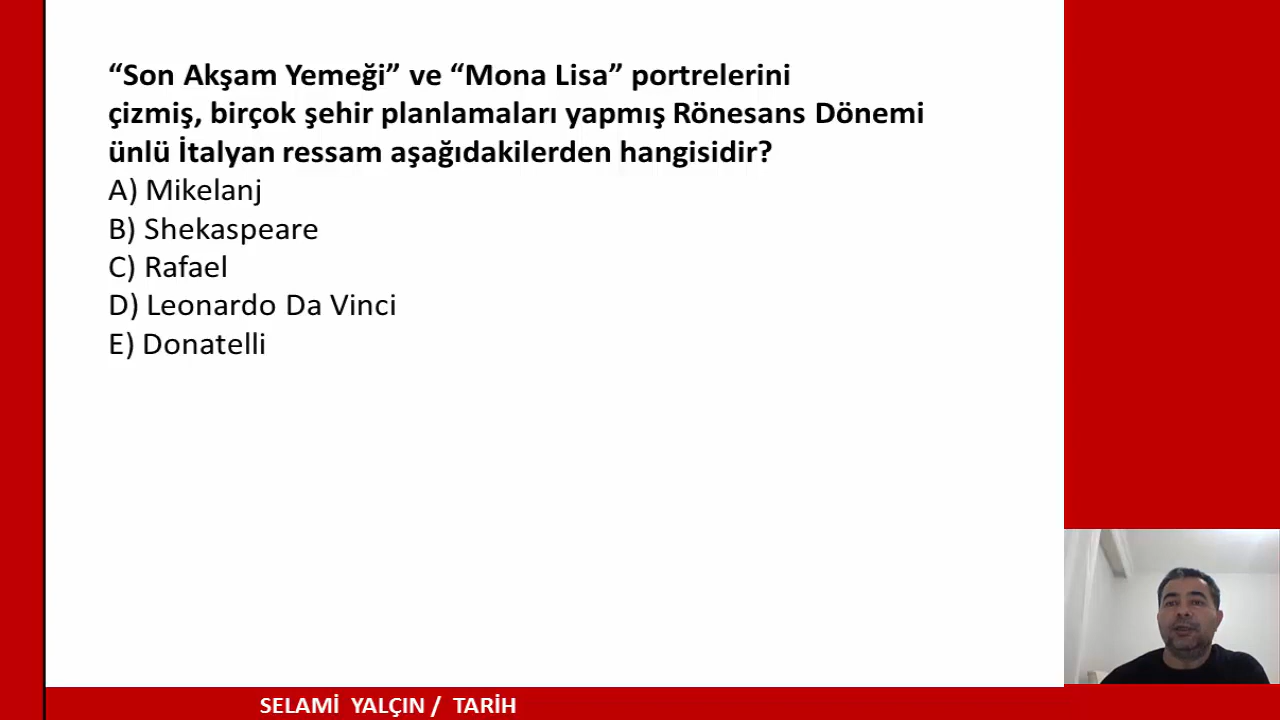 “Son Akşam Yemeği” ve “Mona Lisa” portrelerini
çizmiş, birçok şehir planlamaları yapmış Rönesans Dönemi
ünlü İtalyan ressam aşağıdakilerden hangisidir?
A) Mikelanj
B) Shekaspeare
C) Rafael
D) Leonardo Da Vinci
E) Donatelli
SELAMİ YALÇIN / TARİH